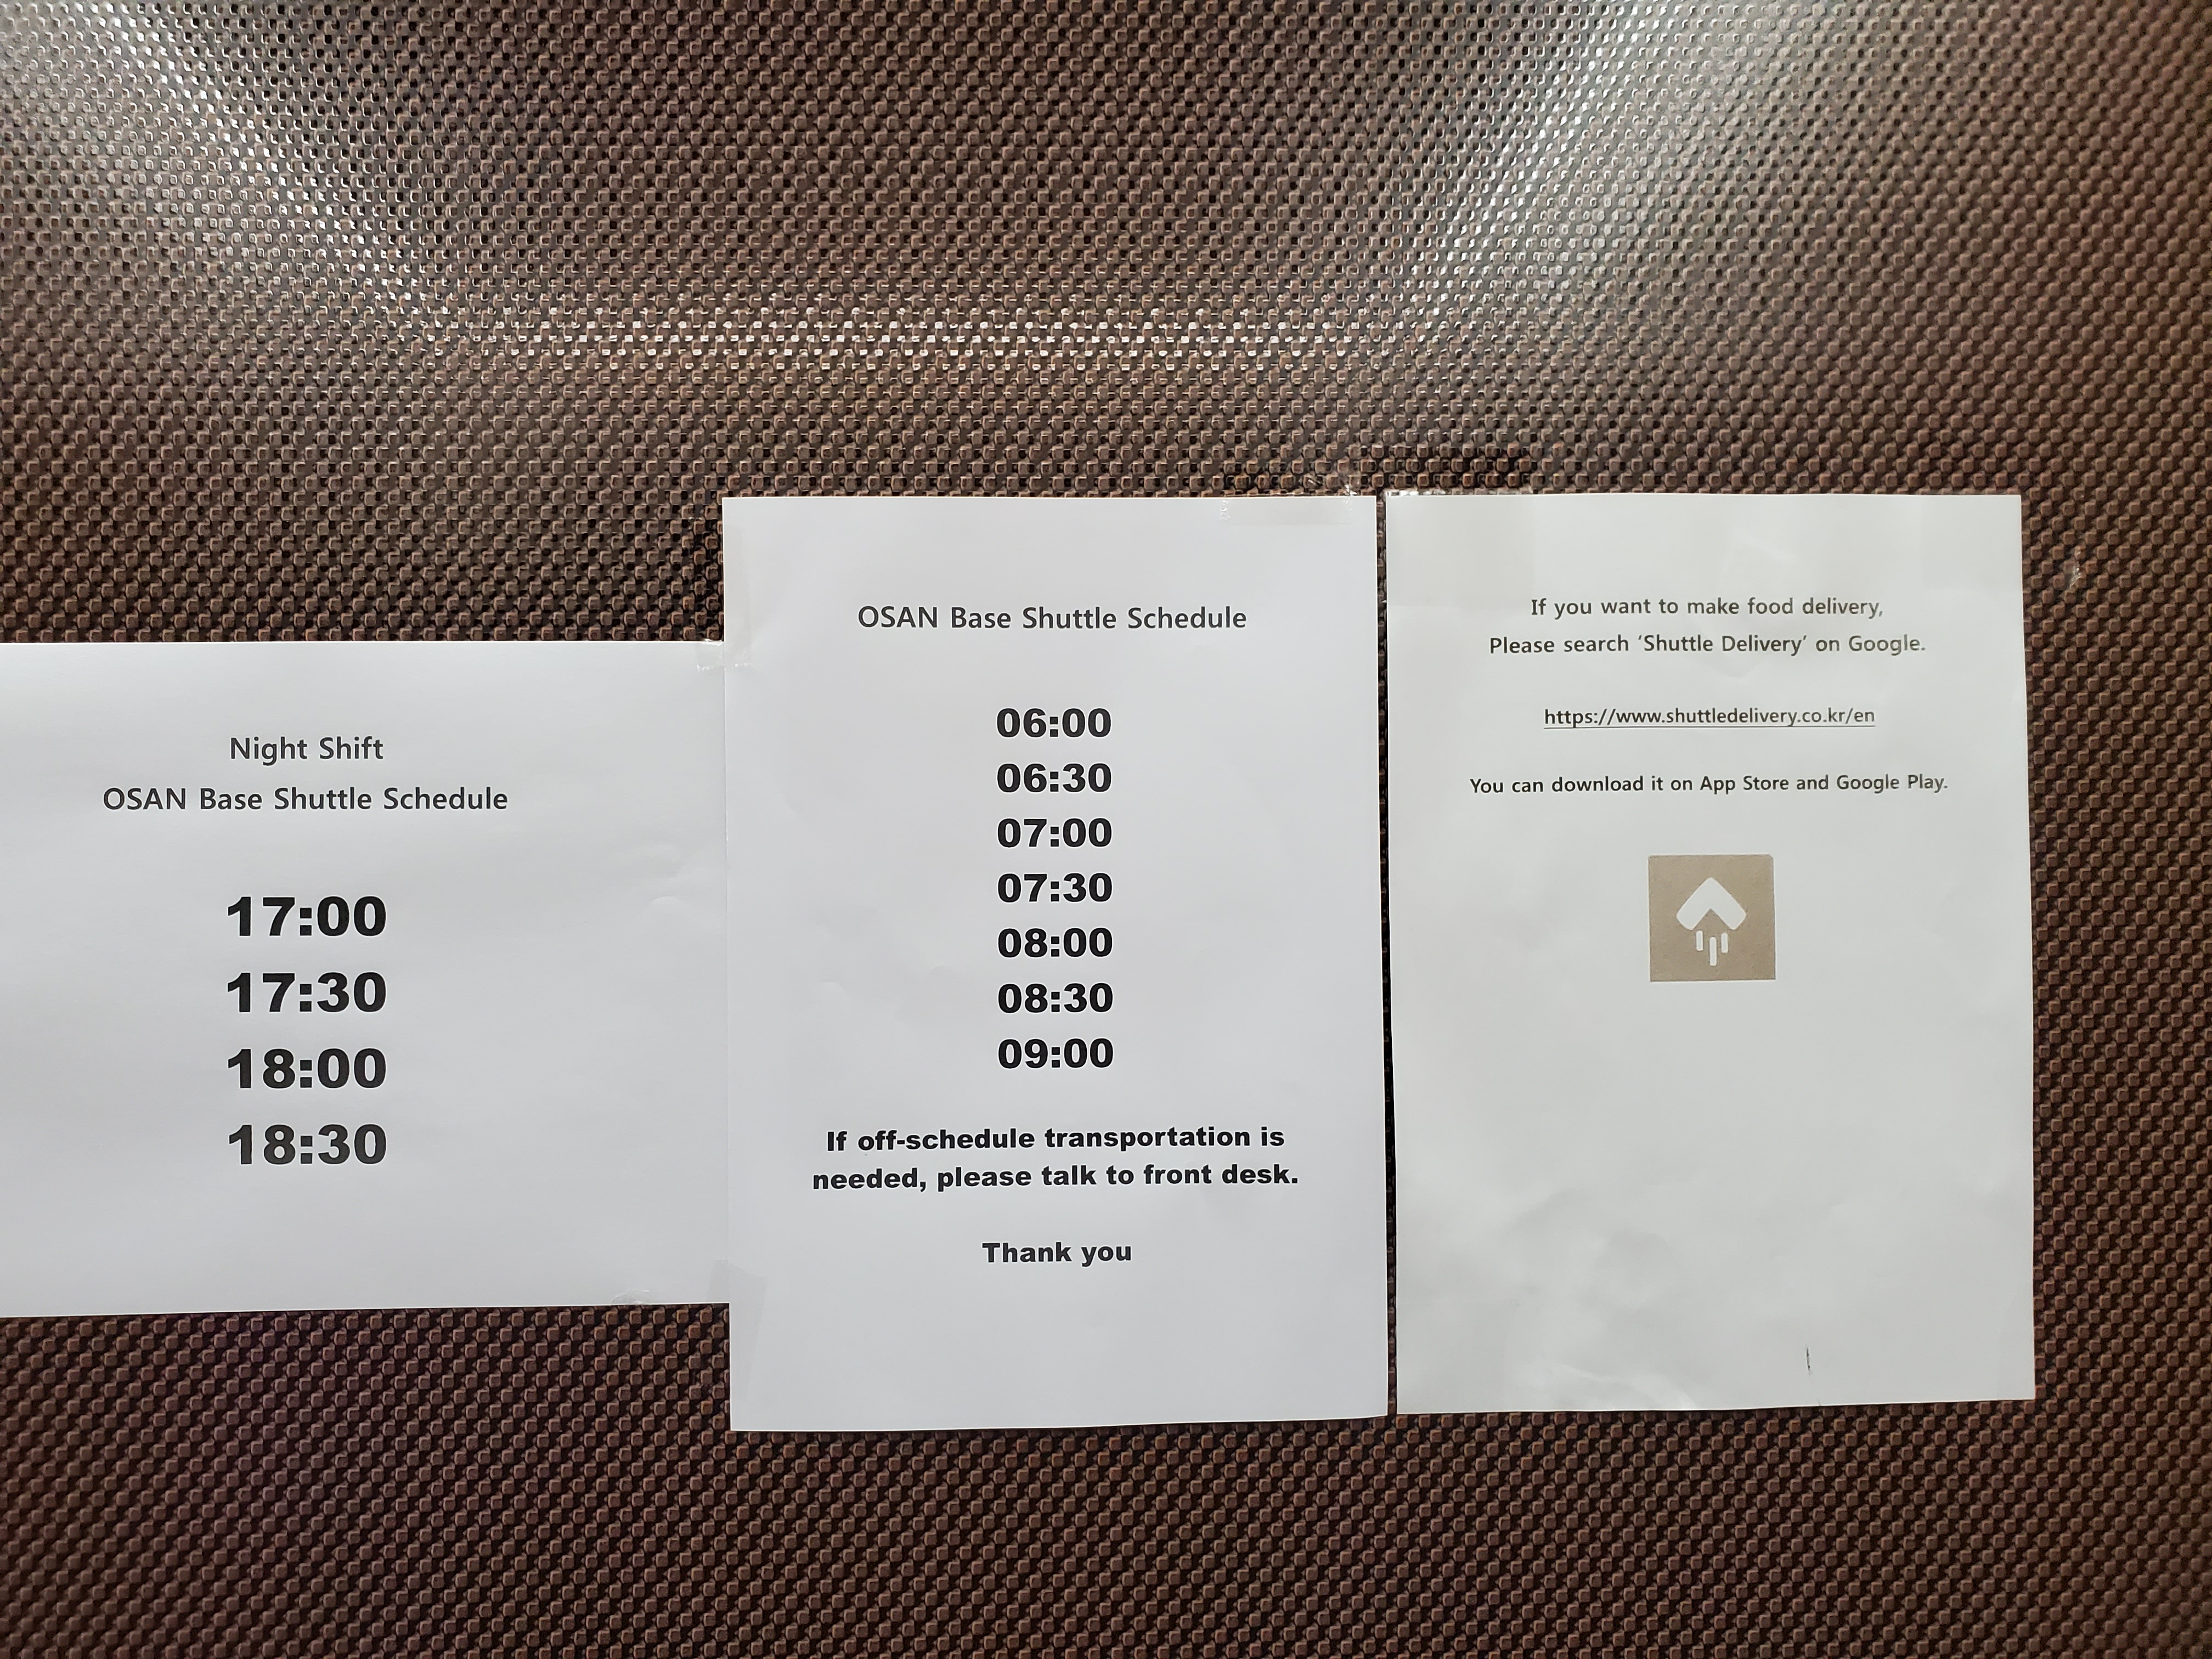 Night Shift
OSAN Base Shuttle Schedule
17:00
17:30
18:00
18:30
OSAN Base Shuttle Schedule
06:00
06:30
07:00
07:30
08:00
08:30
09:00
If off-schedule transportation is
needed, please talk to front desk.
Thank you
If you want to make food delivery,
Please search ‘Shuttle Delivery’ on Google.
https://www.shuttledelivery.co.kr/en
You can download it on App Store and Google Play.